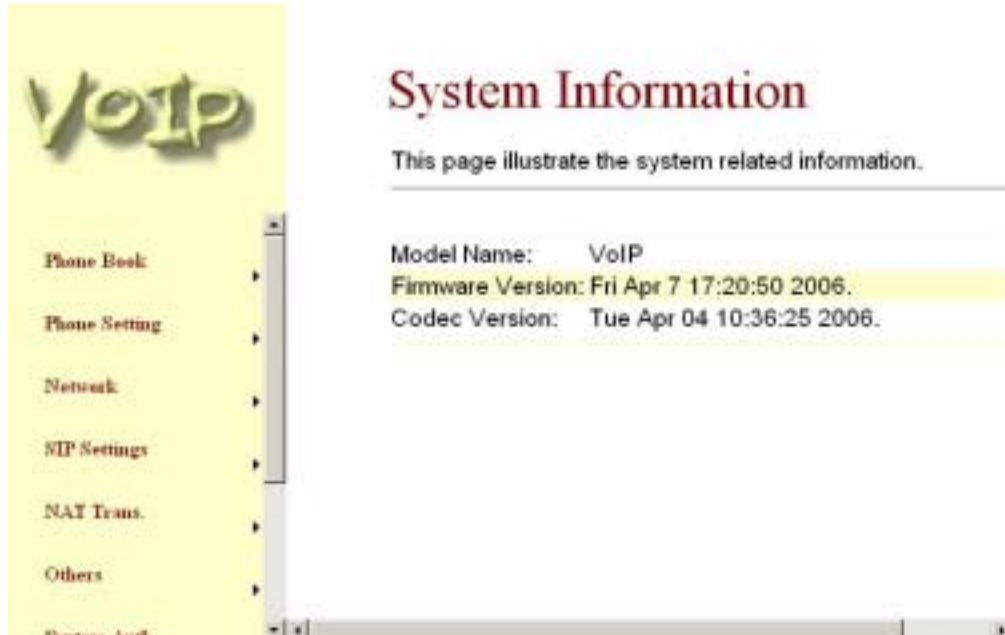 VoIP
System Information
This page illustrate the system related information.
Model Name: VoIP
Firmware Version: Fri Apr 7 17:20:50 2006.
Codec Version: Tue Apr 04 10:36:25 2006.
Phone Book
Phone Setting
Network
SIP Settings
NAT Trans.
Others